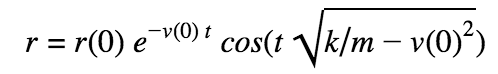 r = r(0) e^{-v(0) t} cos(t √(k/m − v(0)²))